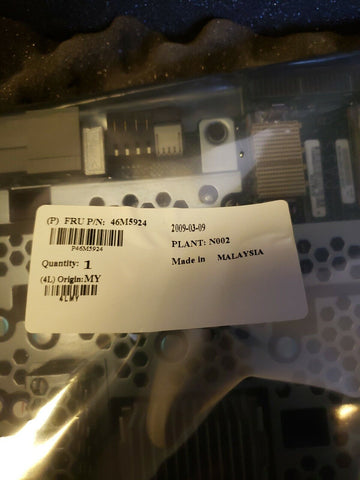 (P) FRU P/N: 46M5924
P46M5924
Quantity: 1
(4L) Origin:MY
4LMY
2009-03-09
PLANT: N002
Made in MALAYSIA